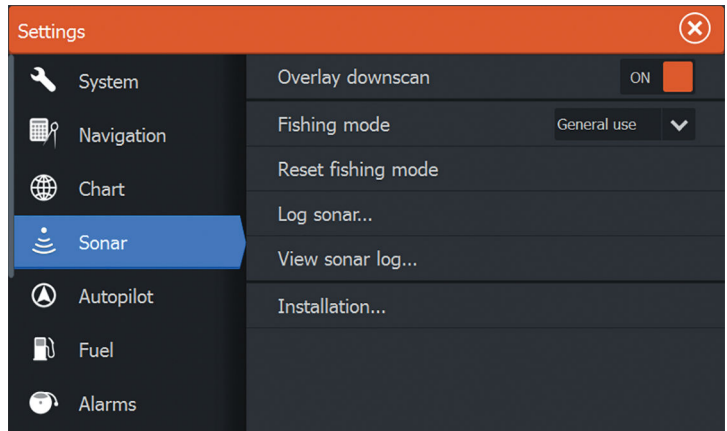 Settings
System
Navigation
Chart
Sonar
Autopilot
Fuel
Alarms
Overlay downscan ON
Fishing mode General use
Reset fishing mode
Log sonar...
View sonar log...
Installation...